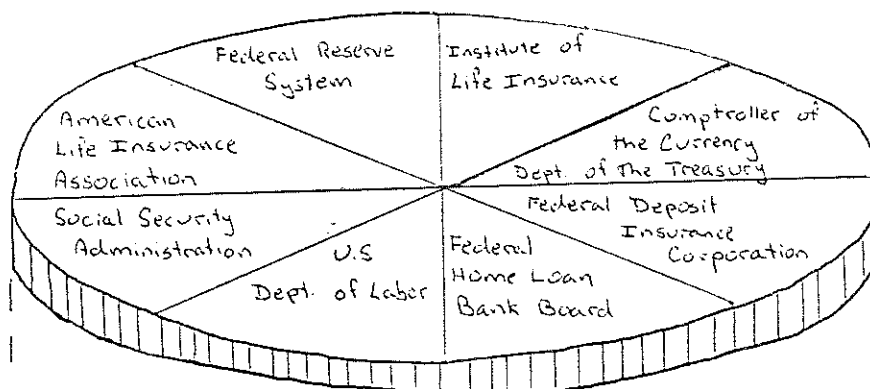 Federal Reserve
System
Institute of
Life Insurance
American
Life Insurance
Association
Comptroller of
the Currency
Dept. of the Treasury
Social Security
Administration
U.S
Dept. of Labor
Federal
Home Loan
Bank Board
Federal Deposit
Insurance
Corporation